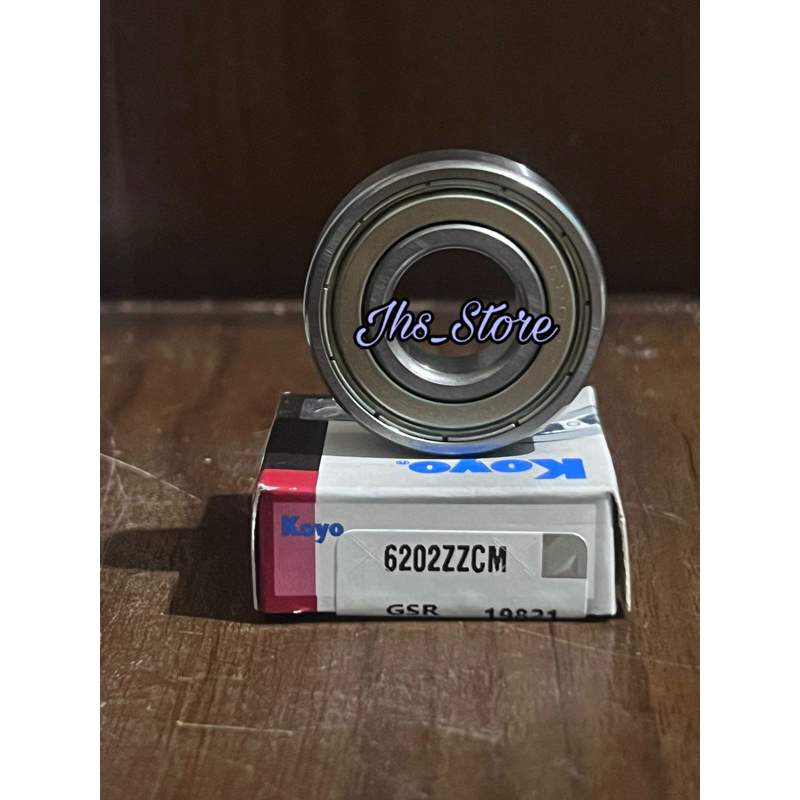 Jhs_Store
Koyo®
Koyo
6202ZZCM
GSR 19821